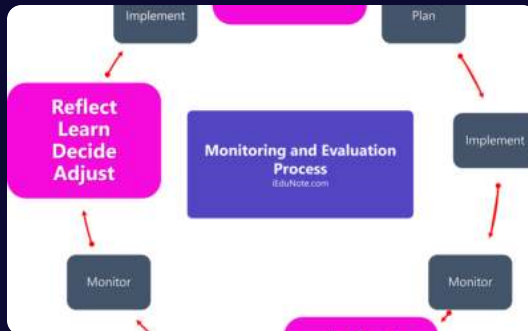 Implement
Plan
Reflect
Learn
Decide
Adjust
Monitoring and Evaluation
Process
iEduNote.com
Implement
Monitor
Monitor